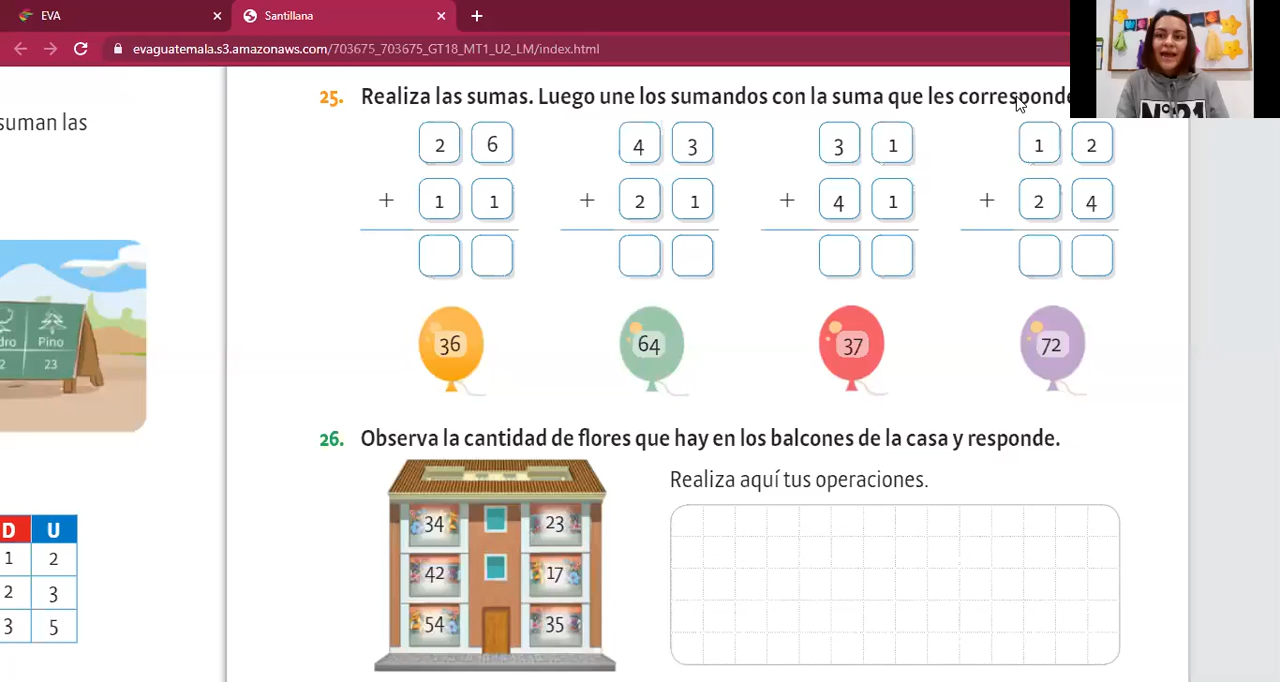 EVA
Santillana
evaguatemala.s3.amazonaws.com/703675_703675_GT18_MT1_U2_LM/index.html
suman las
Pino
23
D U
1 2
2 3
3 5
25. Realiza las sumas. Luego une los sumandos con la suma que les
2 6 4 3 3 1 1 2
+ 1 1 + 2 1 + 4 1 + 2 4
36 64 37 72
26. Observa la cantidad de flores que hay en los balcones de la casa y responde.
Realiza aquí tus operaciones.
34 23
42 17
54 35